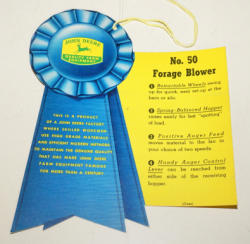 JOHN DEERE
QUALITY FARM
EQUIPMENT
THIS IS A PRODUCT
OF A JOHN DEERE FACTORY
WHERE SKILLED WORKMEN
USE HIGH GRADE MATERIALS
AND EFFICIENT MODERN METHODS
TO MAINTAIN THE GENUINE QUALITY
THAT HAS MADE JOHN DEERE
FARM EQUIPMENT FAMOUS
FOR MORE THAN A CENTURY.
No. 50
Forage Blower
1 Retractable Wheels swing
up for quick, easy set-up at the
barn or silo.
2 Spring-Balanced Hopper
raises easily for last "spotting"
of load.
3 Positive Auger Feed
moves material to the fan in
your choice of two speeds.
4 Handy Auger Control
Lever can be reached from
either side of the receiving
hopper.
(Over)